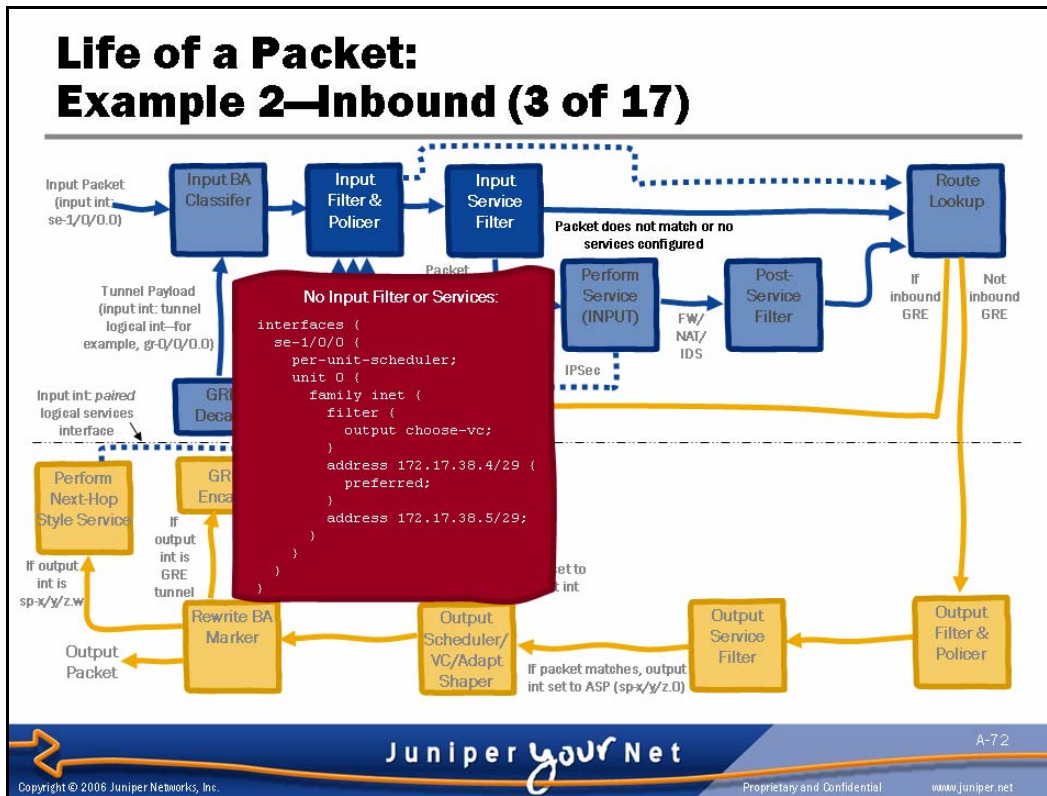 Life of a Packet:
Example 2—Inbound (3 of 17)
Input Packet
(input int:
se-1/0/0.0)
Input BA
Classifer
Input
Filter &
Policer
Input
Service
Filter
Route
Lookup
Packet does not match or no
services configured
Tunnel Payload
(input int: tunnel
logical int—for
example, gr-0/0/0.0)
Packet
Perform
Service
(INPUT)
FW/
NAT/
IDS
Post-
Service
Filter
If
inbound
GRE
Not
inbound
GRE
IPSec
Input int: paired
logical services
interface
GRE
No Input Filter or Services:
interfaces {
  se-1/0/0 {
    per-unit-scheduler;
    unit 0 {
      family inet {
        filter {
          output choose-vc;
        }
        address 172.17.38.4/29 {
          preferred;
        }
        address 172.17.38.5/29;
      }
    }
  }
}
Perform
Next-Hop
Style Service
GRE
If
output
int is
GRE
tunnel
If output
int is
sp-x/y/z.w
set to
int
Rewrite BA
Marker
Output
Packet
Output
Scheduler/
VC/Adapt
Shaper
If packet matches, output
int set to ASP (sp-x/y/z.0)
Output
Service
Filter
Output
Filter &
Policer
Juniper your Net
A-72
Copyright © 2006 Juniper Networks, Inc.
Proprietary and Confidential
www.juniper.net